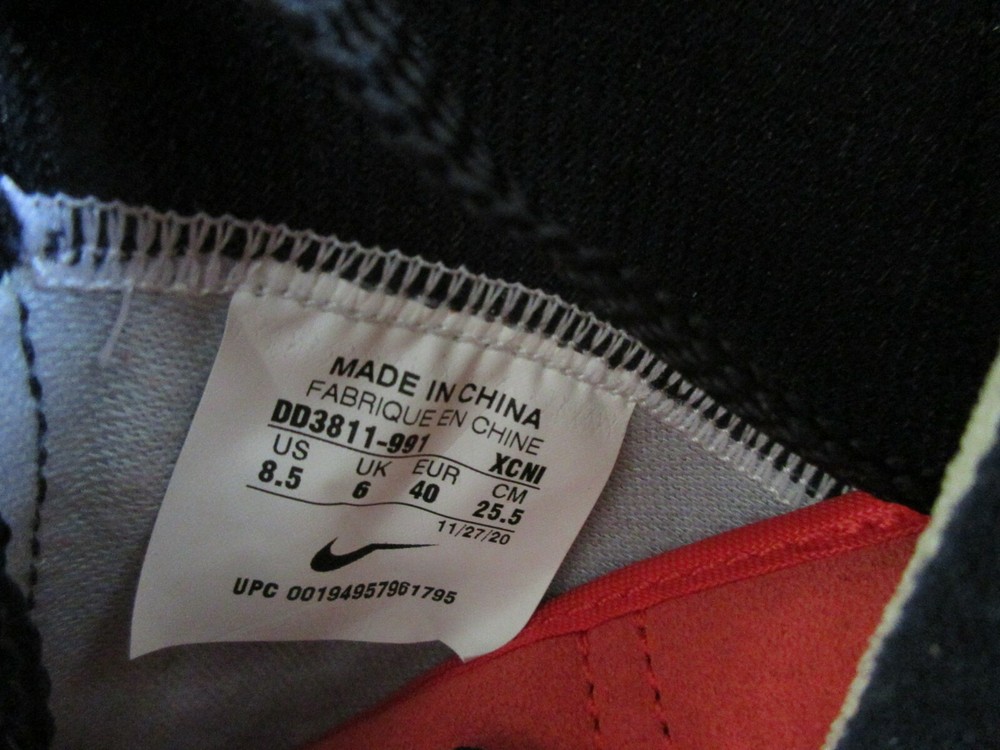 MADE IN CHINA
FABRIQUE EN CHINE
DD3811-991 XCNI
US UK EUR CM
8.5 6 40 25.5
11/27/20
UPC 00194957961795